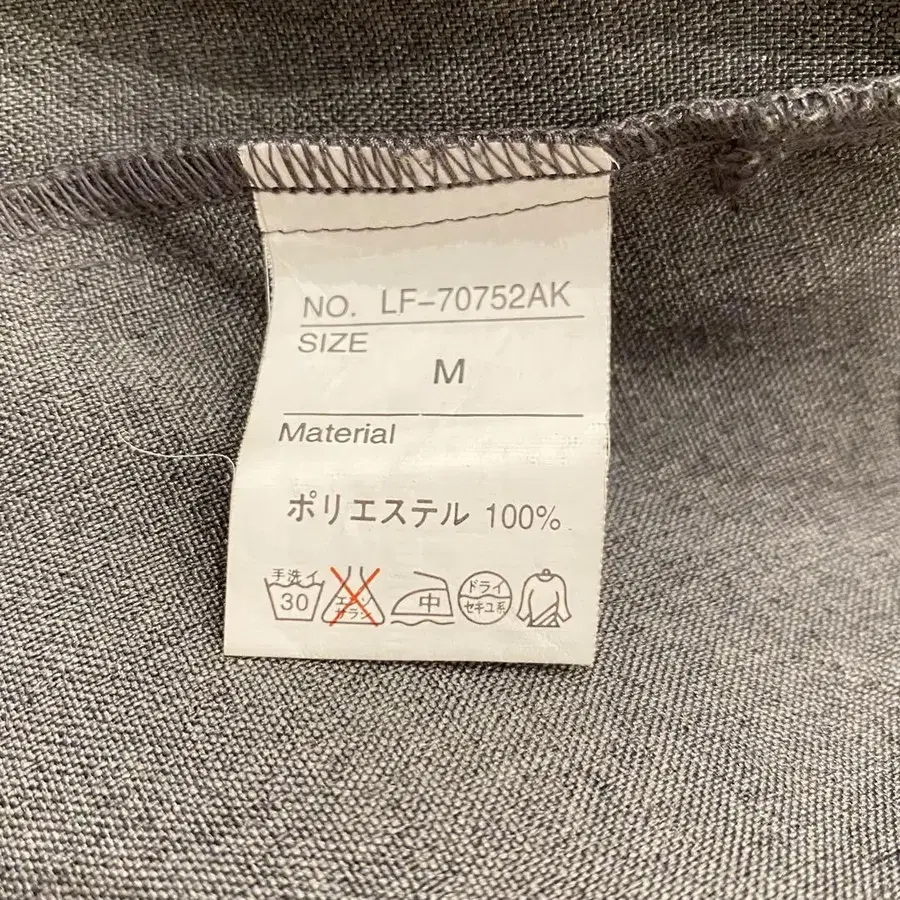 NO. LF-70752AK
SIZE
M
Material
ポリエステル 100%
手洗イ
30
エンソ
サラシ
中
ドライ
セキユ系